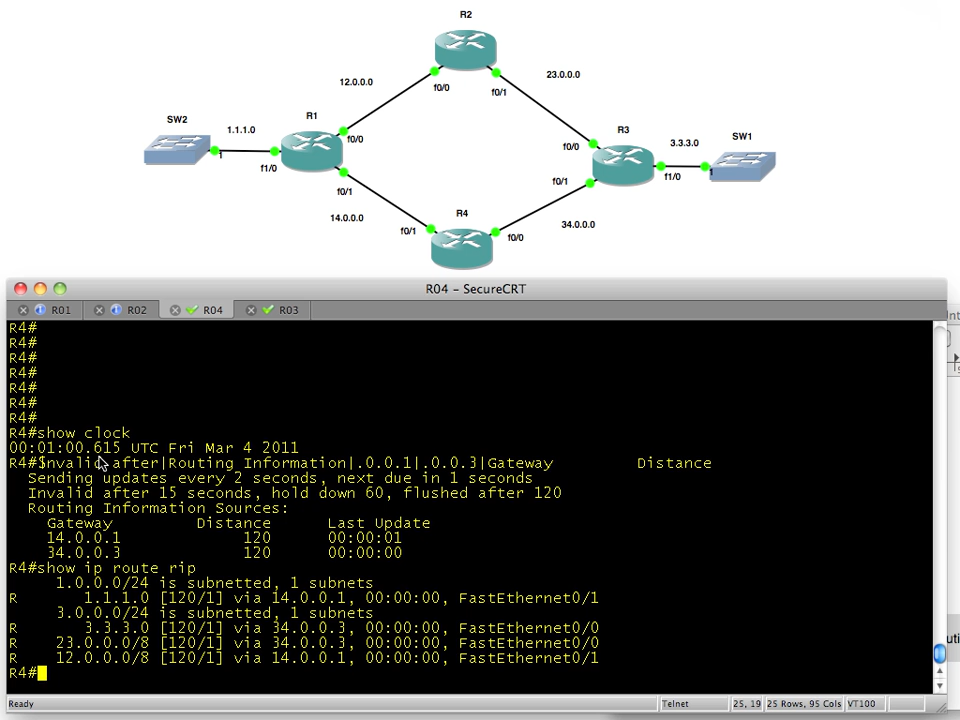 R2
12.0.0.0
23.0.0.0
f0/0
f0/1
SW2
1.1.1.0
R1
f0/0
R3
3.3.3.0
SW1
f0/0
1
f1/0
f0/1
f0/1
f1/0
14.0.0.0
R4
34.0.0.0
f0/1
f0/0
R04 – SecureCRT
R01 R02 R04 R03
R4#
R4#
R4#
R4#
R4#
R4#
R4#
R4#show clock
00:01:00.615 UTC Fri Mar 4 2011
R4#$nvalid after|Routing Information|.0.0.1|.0.0.3|Gateway Distance
Sending updates every 2 seconds, next due in 1 seconds
Invalid after 15 seconds, hold down 60, flushed after 120
Routing Information Sources:
Gateway Distance Last Update
14.0.0.1 120 00:00:01
34.0.0.3 120 00:00:00
R4#show ip route rip
1.0.0.0/24 is subnetted, 1 subnets
R 1.1.1.0 [120/1] via 14.0.0.1, 00:00:00, FastEthernet0/1
3.0.0.0/24 is subnetted, 1 subnets
R 3.3.3.0 [120/1] via 34.0.0.3, 00:00:00, FastEthernet0/0
R 23.0.0.0/8 [120/1] via 34.0.0.3, 00:00:00, FastEthernet0/0
R 12.0.0.0/8 [120/1] via 14.0.0.1, 00:00:00, FastEthernet0/1
R4#
Ready Telnet 25, 19 25 Rows, 95 Cols VT100